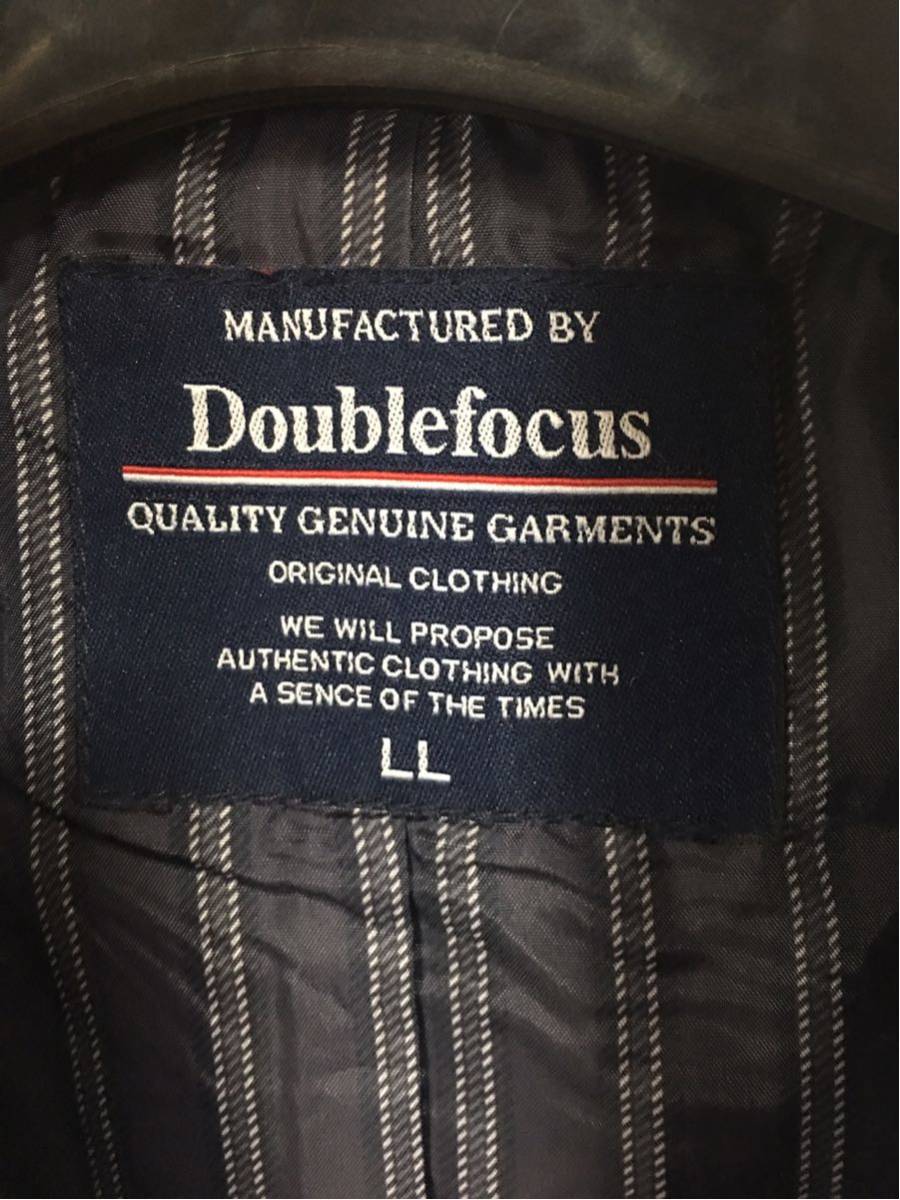 MANUFACTURED BY
Doublefocus
QUALITY GENUINE GARMENTS
ORIGINAL CLOTHING
WE WILL PROPOSE
AUTHENTIC CLOTHING WITH
A SENCE OF THE TIMES
LL